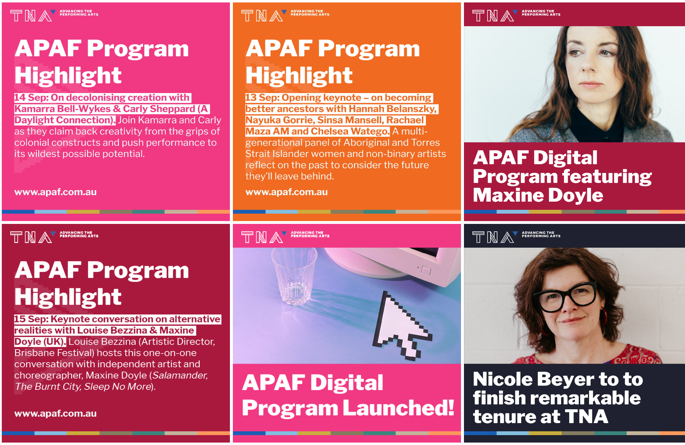 TNA
ADVANCING THE
PERFORMING ARTS
APAF Program
Highlight
14 Sep: On decolonising creation with
Kamarra Bell-Wykes & Carly Sheppard (A
Daylight Connection). Join Kamarra and Carly
as they claim back creativity from the grips of
colonial constructs and push performance to
its wildest possible potential.
www.apaf.com.au
TNA
ADVANCING THE
PERFORMING ARTS
APAF Program
Highlight
13 Sep: Opening keynote – on becoming
better ancestors with Hannah Belanszky,
Nayuka Gorrie, Sinsa Mansell, Rachael
Maza AM and Chelsea Watego. A multi-
generational panel of Aboriginal and Torres
Strait Islander women and non-binary artists
reflect on the past to consider the future
they'll leave behind.
www.apaf.com.au
TNA
ADVANCING THE
PERFORMING ARTS
APAF Digital
Program featuring
Maxine Doyle
TNA
ADVANCING THE
PERFORMING ARTS
APAF Program
Highlight
15 Sep: Keynote conversation on alternative
realities with Louise Bezzina & Maxine
Doyle (UK). Louise Bezzina (Artistic Director,
Brisbane Festival) hosts this one-on-one
conversation with independent artist and
choreographer, Maxine Doyle (Salamander,
The Burnt City, Sleep No More).
www.apaf.com.au
TNA
ADVANCING THE
PERFORMING ARTS
APAF Digital
Program Launched!
TNA
ADVANCING THE
PERFORMING ARTS
Nicole Beyer to to
finish remarkable
tenure at TNA